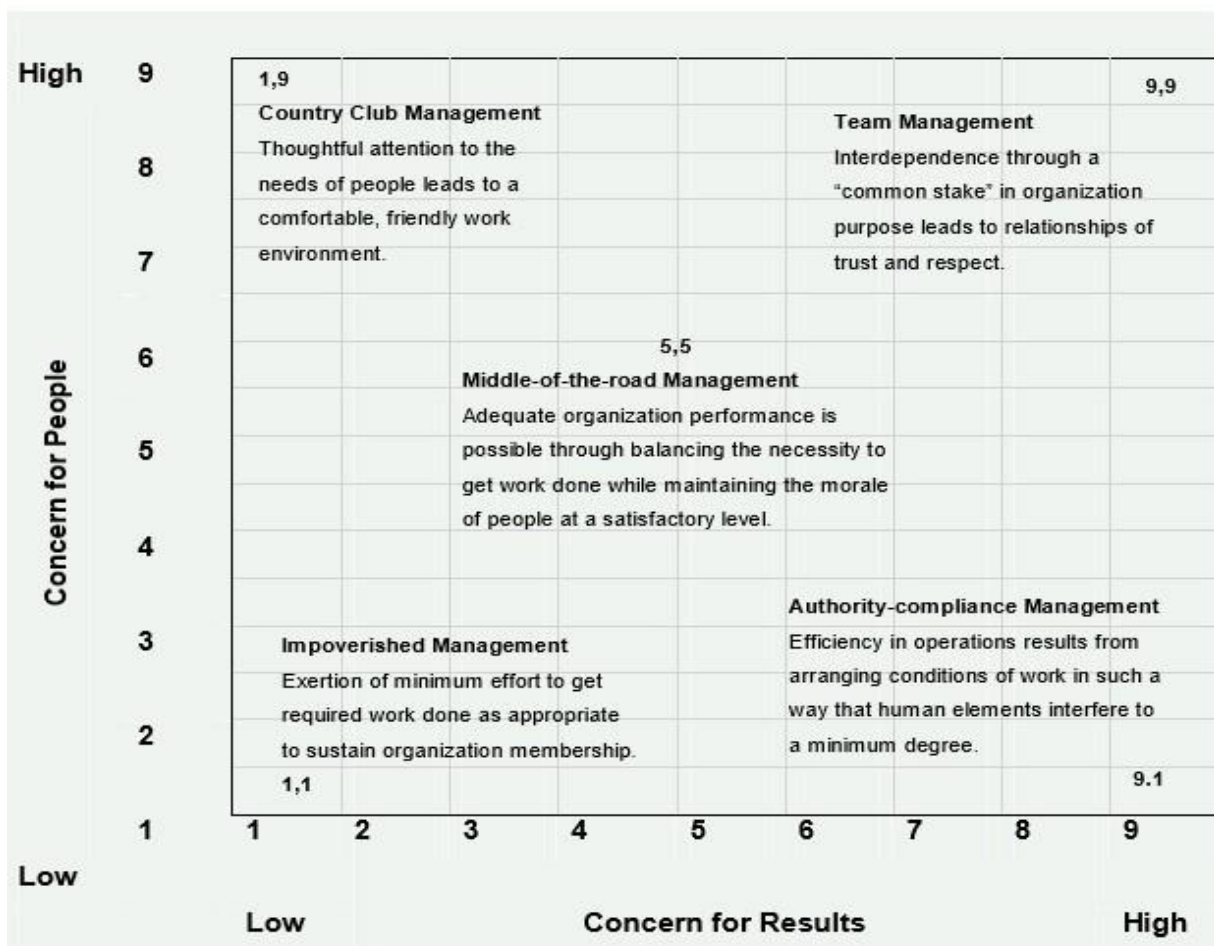 High
9
8
7
6
5
4
3
2
1
Low
Concern for People
1,9
Country Club Management
Thoughtful attention to the
needs of people leads to a
comfortable, friendly work
environment.
9,9
Team Management
Interdependence through a
“common stake” in organization
purpose leads to relationships of
trust and respect.
5,5
Middle-of-the-road Management
Adequate organization performance is
possible through balancing the necessity to
get work done while maintaining the morale
of people at a satisfactory level.
Impoverished Management
Exertion of minimum effort to get
required work done as appropriate
to sustain organization membership.
1,1
Authority-compliance Management
Efficiency in operations results from
arranging conditions of work in such a
way that human elements interfere to
a minimum degree.
9.1
1 2 3 4 5 6 7 8 9
Low Concern for Results High